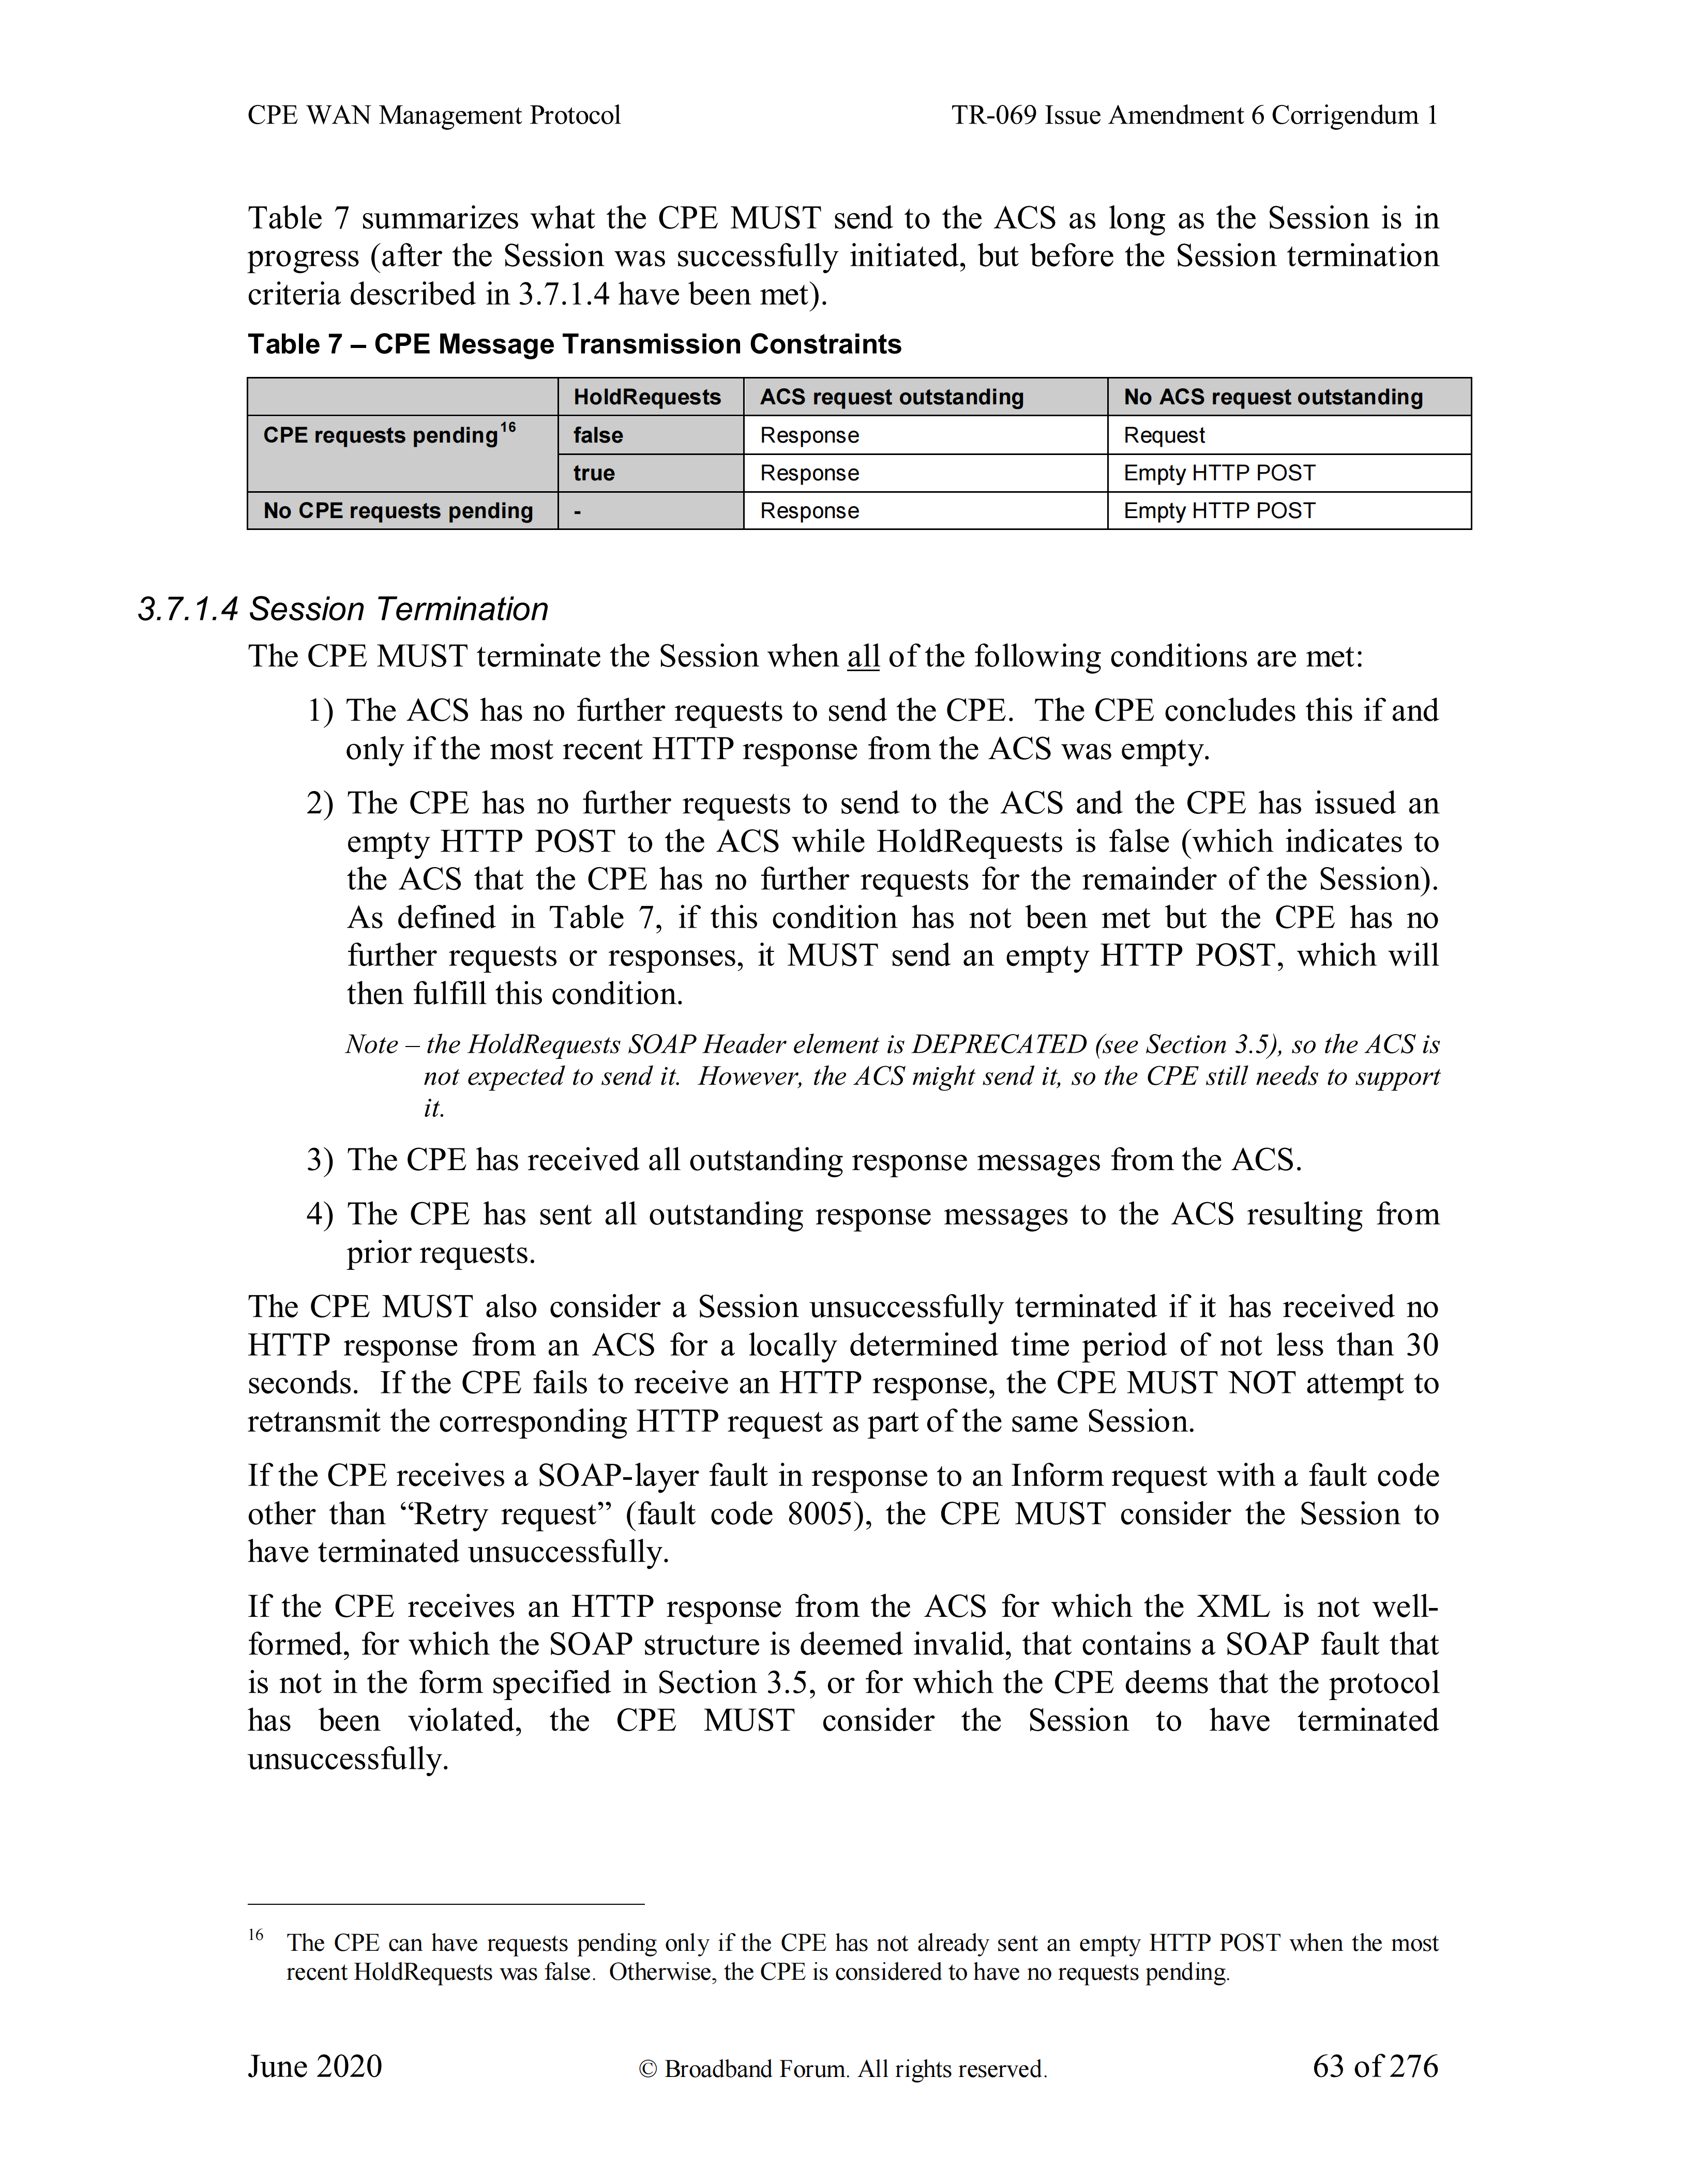 CPE WAN Management Protocol TR-069 Issue Amendment 6 Corrigendum 1
Table 7 summarizes what the CPE MUST send to the ACS as long as the Session is in
progress (after the Session was successfully initiated, but before the Session termination
criteria described in 3.7.1.4 have been met).
Table 7 – CPE Message Transmission Constraints
HoldRequests ACS request outstanding No ACS request outstanding
CPE requests pending16 false Response Request
true Response Empty HTTP POST
No CPE requests pending - Response Empty HTTP POST
3.7.1.4 Session Termination
The CPE MUST terminate the Session when all of the following conditions are met:
1) The ACS has no further requests to send the CPE. The CPE concludes this if and
only if the most recent HTTP response from the ACS was empty.
2) The CPE has no further requests to send to the ACS and the CPE has issued an
empty HTTP POST to the ACS while HoldRequests is false (which indicates to
the ACS that the CPE has no further requests for the remainder of the Session).
As defined in Table 7, if this condition has not been met but the CPE has no
further requests or responses, it MUST send an empty HTTP POST, which will
then fulfill this condition.
Note – the HoldRequests SOAP Header element is DEPRECATED (see Section 3.5), so the ACS is
not expected to send it. However, the ACS might send it, so the CPE still needs to support
it.
3) The CPE has received all outstanding response messages from the ACS.
4) The CPE has sent all outstanding response messages to the ACS resulting from
prior requests.
The CPE MUST also consider a Session unsuccessfully terminated if it has received no
HTTP response from an ACS for a locally determined time period of not less than 30
seconds. If the CPE fails to receive an HTTP response, the CPE MUST NOT attempt to
retransmit the corresponding HTTP request as part of the same Session.
If the CPE receives a SOAP-layer fault in response to an Inform request with a fault code
other than “Retry request” (fault code 8005), the CPE MUST consider the Session to
have terminated unsuccessfully.
If the CPE receives an HTTP response from the ACS for which the XML is not well-
formed, for which the SOAP structure is deemed invalid, that contains a SOAP fault that
is not in the form specified in Section 3.5, or for which the CPE deems that the protocol
has been violated, the CPE MUST consider the Session to have terminated
unsuccessfully.
16 The CPE can have requests pending only if the CPE has not already sent an empty HTTP POST when the most
recent HoldRequests was false. Otherwise, the CPE is considered to have no requests pending.
June 2020 © Broadband Forum. All rights reserved. 63 of 276